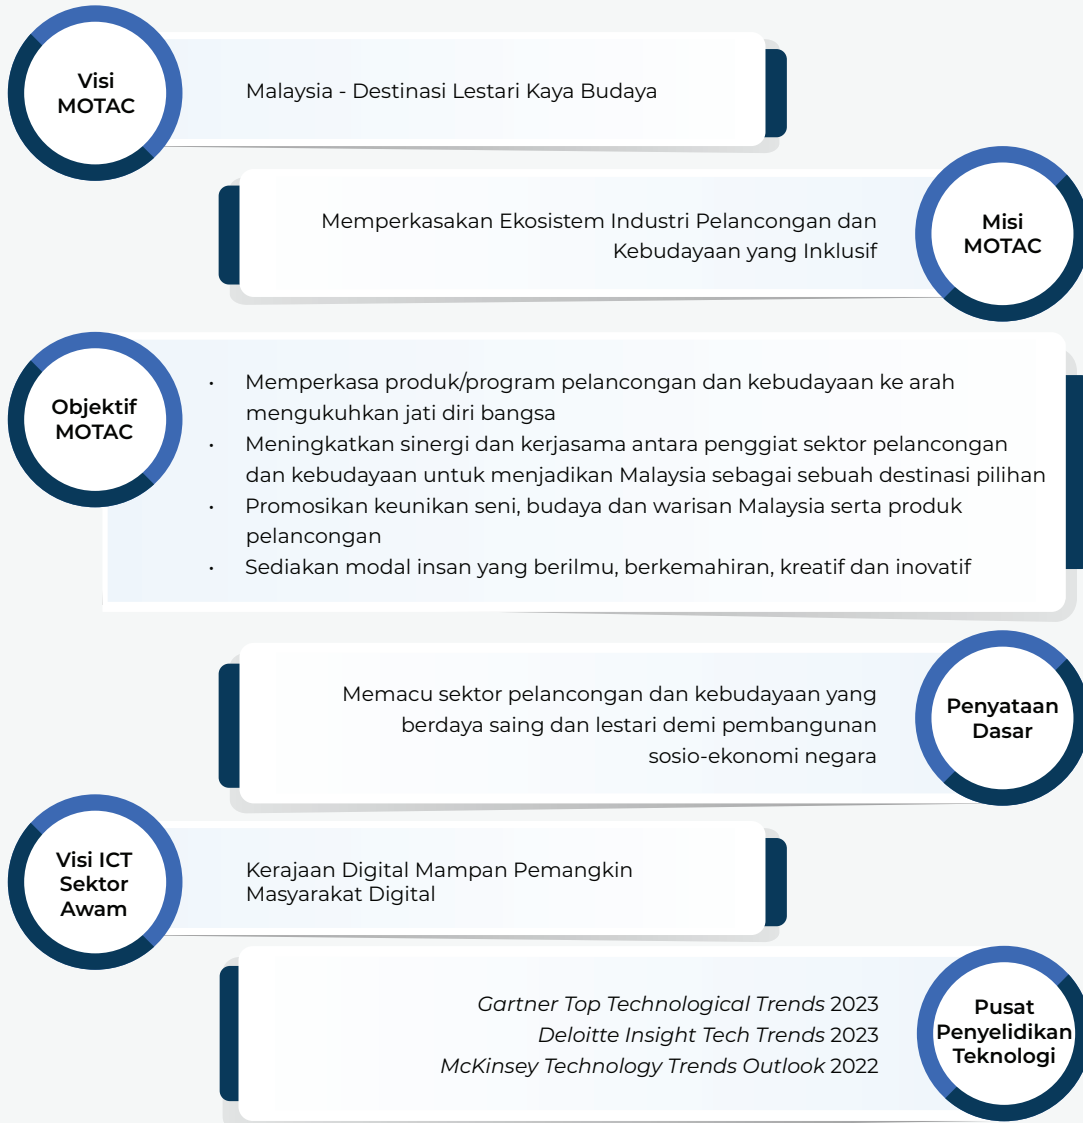 Visi
MOTAC
Malaysia - Destinasi Lestari Kaya Budaya
Memperkasakan Ekosistem Industri Pelancongan dan
Kebudayaan yang Inklusif
Misi
MOTAC
Objektif
MOTAC
• Memperkasa produk/program pelancongan dan kebudayaan ke arah
mengukuhkan jati diri bangsa
• Meningkatkan sinergi dan kerjasama antara penggiat sektor pelancongan
dan kebudayaan untuk menjadikan Malaysia sebagai sebuah destinasi pilihan
• Promosikan keunikan seni, budaya dan warisan Malaysia serta produk
pelancongan
• Sediakan modal insan yang berilmu, berkemahiran, kreatif dan inovatif
Memacu sektor pelancongan dan kebudayaan yang
berdaya saing dan lestari demi pembangunan
sosio-ekonomi negara
Penyataan
Dasar
Visi ICT
Sektor
Awam
Kerajaan Digital Mampan Pemangkin
Masyarakat Digital
Gartner Top Technological Trends 2023
Deloitte Insight Tech Trends 2023
McKinsey Technology Trends Outlook 2022
Pusat
Penyelidikan
Teknologi